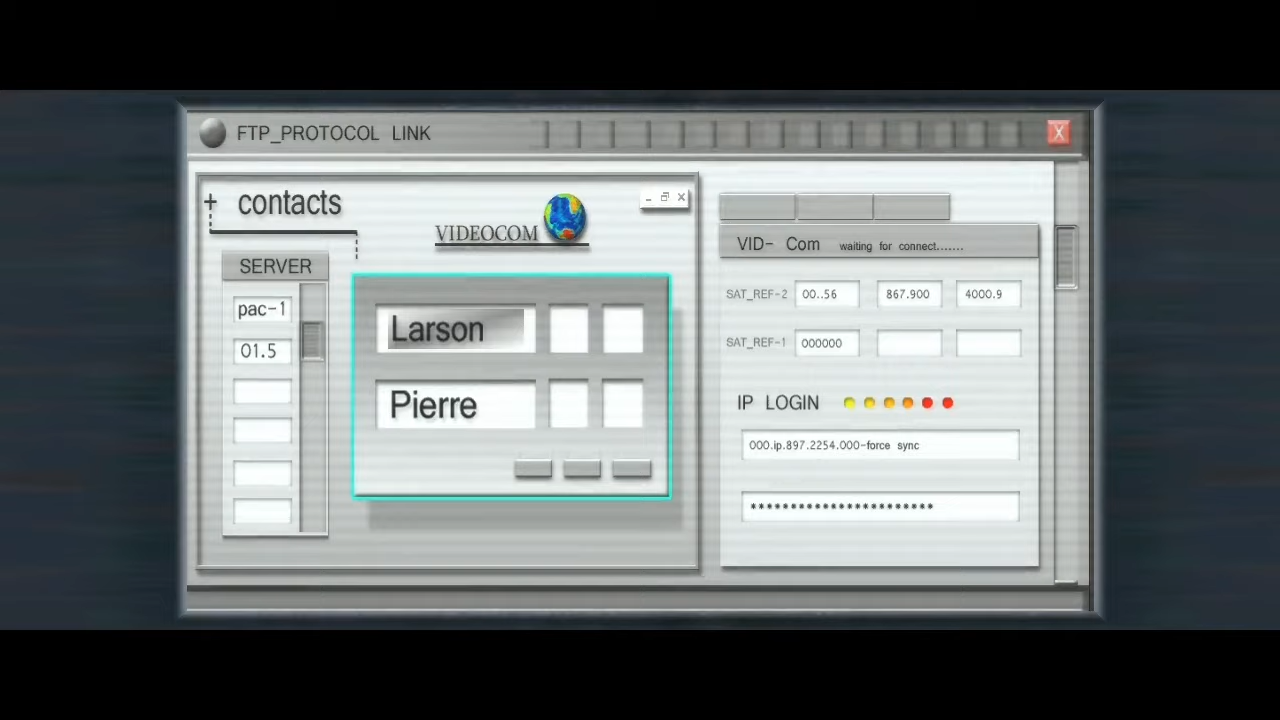 FTP_PROTOCOL LINK
X
+ contacts
VIDEOCOM
SERVER
pac-1
01.5
Larson
Pierre
VID- Com waiting for connect.......
SAT_REF-2 00..56 867.900 4000.9
SAT_REF-1 000000
IP LOGIN
000.ip.897.2254.000-force sync
***********************